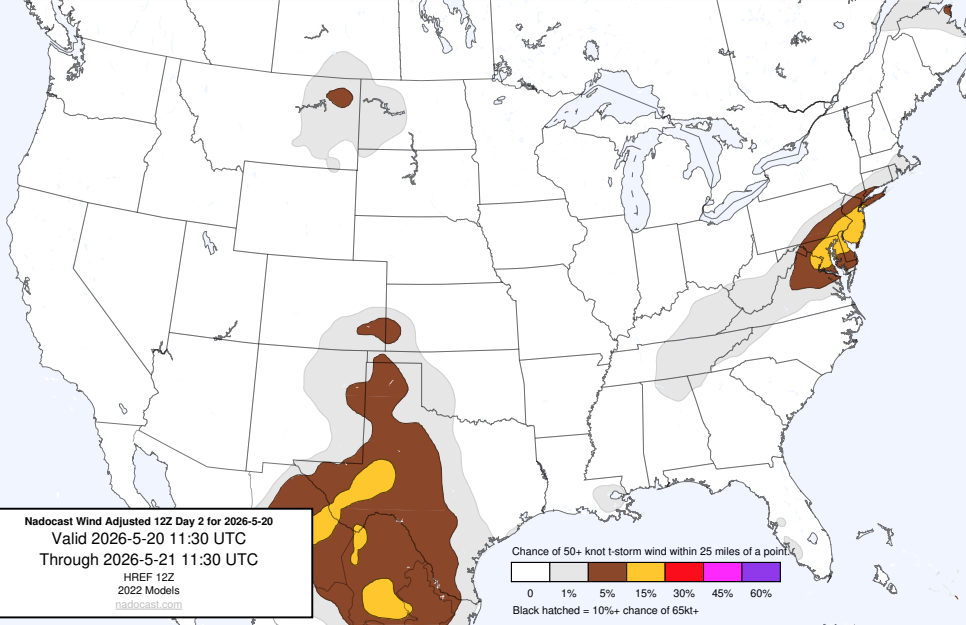 Nadocast Wind Adjusted 12Z Day 2 for 2026-5-20
Valid 2026-5-20 11:30 UTC
Through 2026-5-21 11:30 UTC
HREF 12Z
2022 Models
nadocast.com
Chance of 50+ knot t-storm wind within 25 miles of a point.
0 1% 5% 15% 30% 45% 60%
Black hatched = 10%+ chance of 65kt+